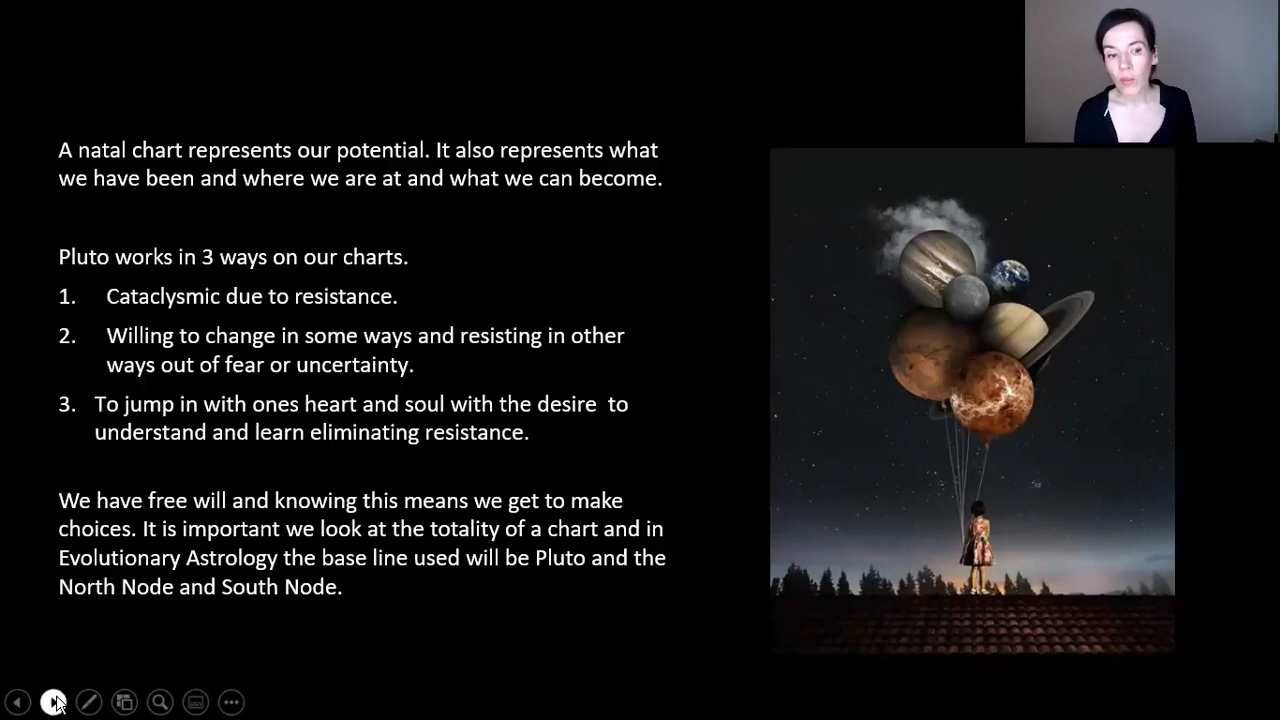 A natal chart represents our potential. It also represents what
we have been and where we are at and what we can become.
Pluto works in 3 ways on our charts.
1. Cataclysmic due to resistance.
2. Willing to change in some ways and resisting in other
ways out of fear or uncertainty.
3. To jump in with ones heart and soul with the desire to
understand and learn eliminating resistance.
We have free will and knowing this means we get to make
choices. It is important we look at the totality of a chart and in
Evolutionary Astrology the base line used will be Pluto and the
North Node and South Node.